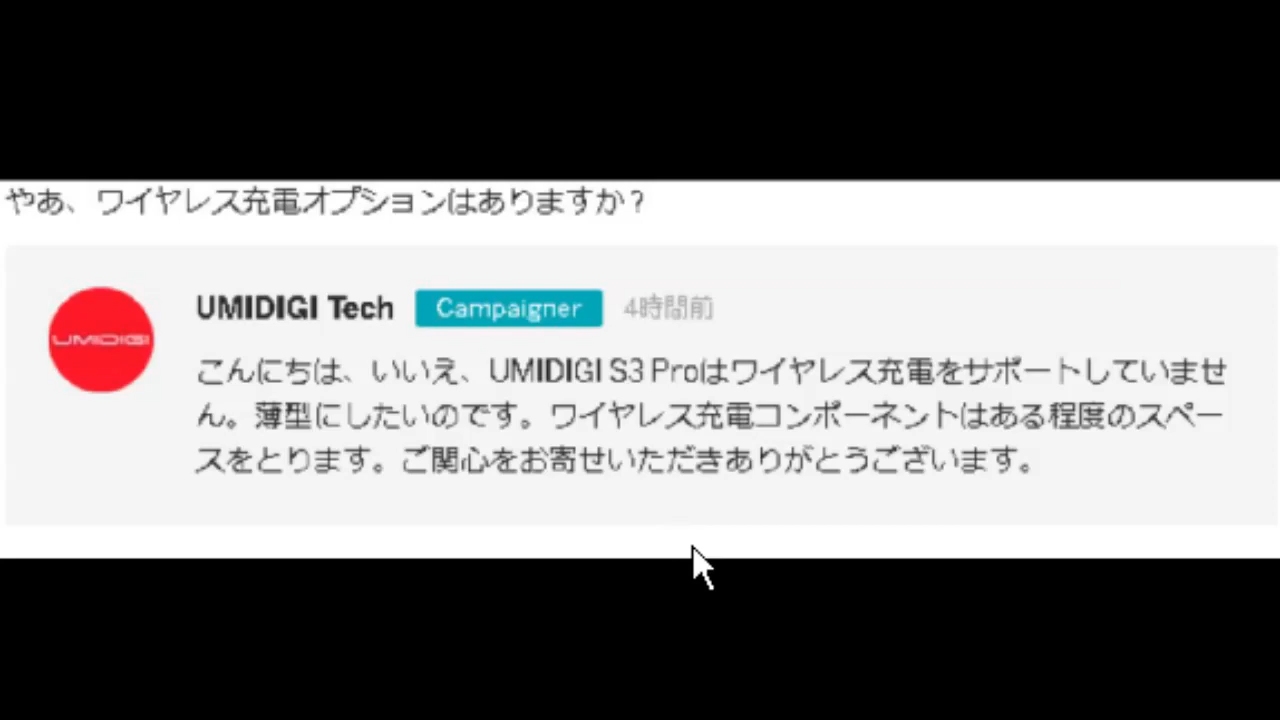 やあ、ワイヤレス充電オプションはありますか？
UMIDIGI Tech Campaigner 4時間前
UMIDIGI
こんにちは、いいえ、UMIDIGI S3 Proはワイヤレス充電をサポートしていませ
ん。薄型にしたいのです。ワイヤレス充電コンポーネントはある程度のスペー
スをとります。ご関心をお寄せいただきありがとうございます。